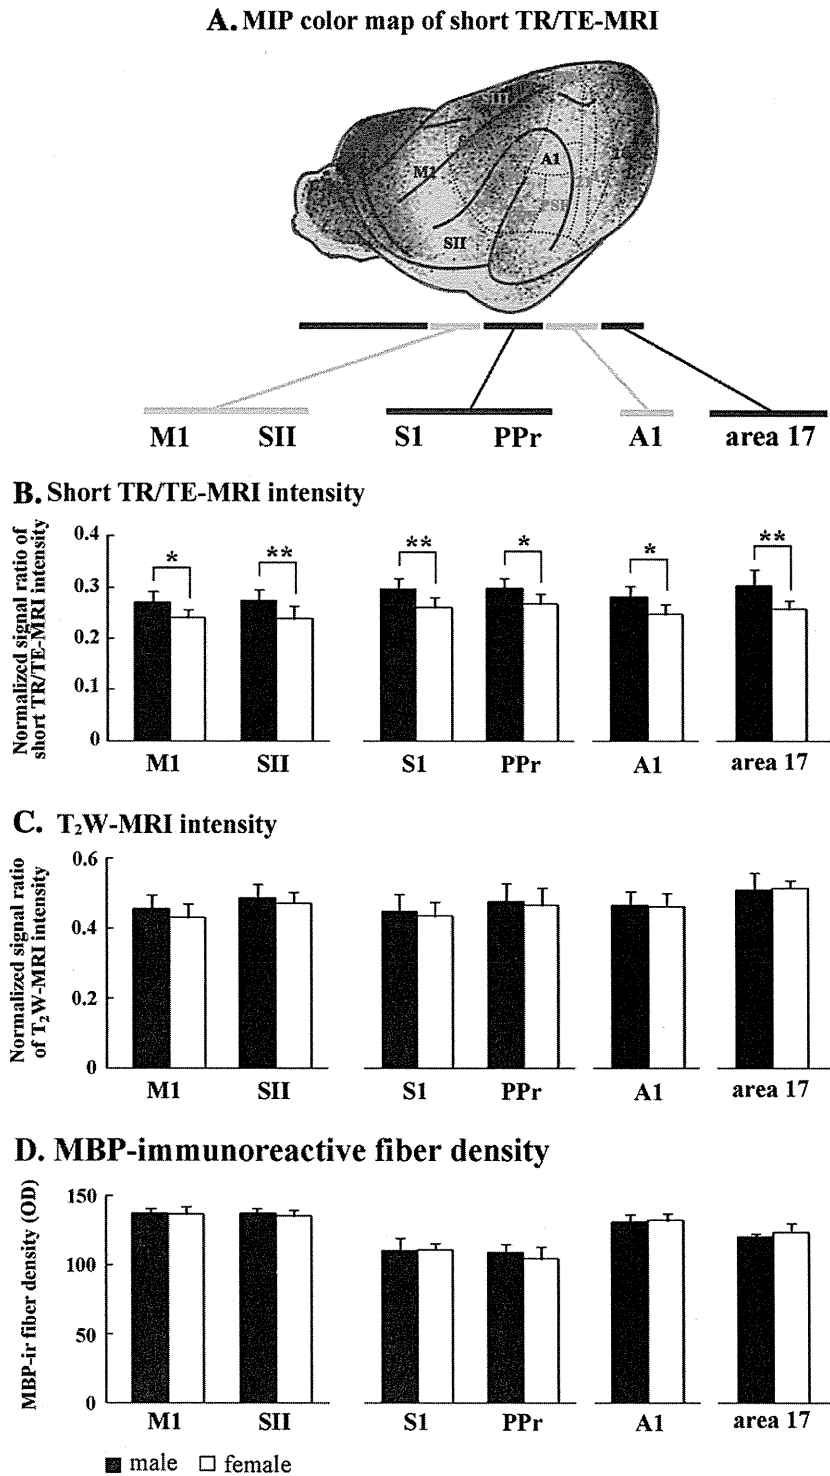 A. MIP color map of short TR/TE-MRI
SIII
M1
A1
PSR
SII
M1 SII S1 PPr A1 area 17
B. Short TR/TE-MRI intensity
Normalized signal ratio of
short TR/TE-MRI intensity
0.4
0.3
0.2
0.1
0
* ** ** * * **
M1 SII S1 PPr A1 area 17
C. T₂W-MRI intensity
Normalized signal ratio
of T₂W-MRI intensity
0.6
0.4
0.2
0
M1 SII S1 PPr A1 area 17
D. MBP-immunoreactive fiber density
MBP-ir fiber density (OD)
150
100
50
0
M1 SII S1 PPr A1 area 17
male female